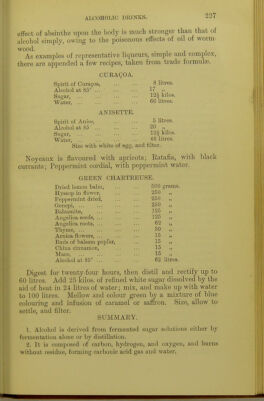 ALCOHOLIC DRINKS. 227
effect of absinthe upon the body is much stronger than that of
alcohol simply, owing to the poisonous effects of oil of worm-
wood.
As examples of representative liqueurs, simple and complex,
there are appended a few recipes, taken from trade formulæ.
CURAÇOA.
Spirit of Curaçoa, ... ... 8 litres.
Alcohol at 85° ... ... ... 17 „
Sugar, ... ... ... 12½ kilos.
Water, ... ... ... 60 litres.
ANISETTE.
Spirit of Anise, ... ... 5 litres.
Alcohol at 85 ... ... ... 20 „
Sugar, ... ... ... 12½ kilos.
Water, ... ... ... 46 litres.
Size with white of egg, and filter.
Noyeaux is flavoured with apricots; Ratafia, with black
currants; Peppermint cordial, with peppermint water.
GREEN CHARTREUSE.
Dried lemon balm, ... ... 500 grams.
Hyssop in flower, ... ... 250 „
Peppermint dried, ... ... 250 „
Genepi, ... ... ... 250 „
Balsamite, ... ... ... 125 „
Angelica seeds, ... ... 125 „
Angelica roots, ... ... 62 „
Thyme, ... ... ... 30 „
Arnica flowers, ... ... 15 „
Buds of balsam poplar, ... ... 15 „
China cinnamon, ... ... 15 „
Mace, ... ... ... 15 „
Alcohol at 85° ... ... ... 62 litres.
Digest for twenty-four hours, then distil and rectify up to
60 litres. Add 25 kilos. of refined white sugar dissolved by the
aid of heat in 24 litres of water; mix, and make up with water
to 100 litres. Mellow and colour green by a mixture of blue
colouring and infusion of caramel or saffron. Size, allow to
settle, and filter.
SUMMARY.
1. Alcohol is derived from fermented sugar solutions either by
fermentation alone or by distillation.
2. It is composed of carbon, hydrogen, and oxygen, and burns
without residue, forming carbonic acid gas and water.